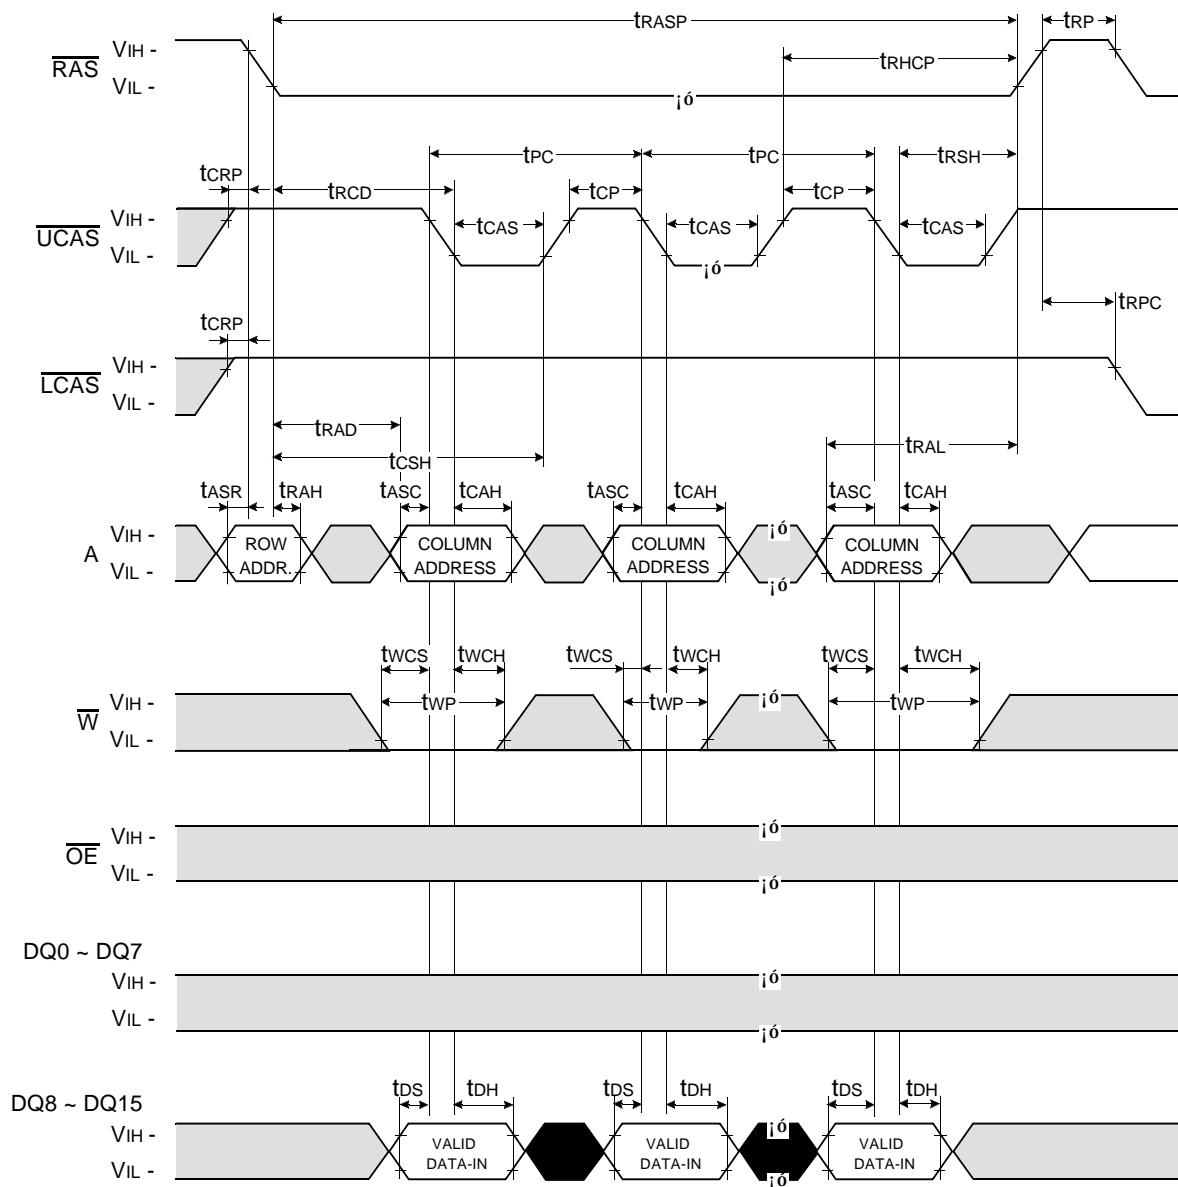 tRASP
tRP
RAS
VIH -
VIL -
tRHCP
¡ó
tPC
tPC
tRSH
tCRP
tRCD
tCP
tCP
UCAS
VIH -
VIL -
tCAS
tCAS
tCAS
¡ó
tRPC
tCRP
LCAS
VIH -
VIL -
tRAD
tCSH
tRAL
tASR
tRAH
tASC
tCAH
tASC
tCAH
tASC
tCAH
A
VIH -
VIL -
ROW
ADDR.
COLUMN
ADDRESS
COLUMN
ADDRESS
¡ó
¡ó
COLUMN
ADDRESS
tWCS
tWCH
tWCS
tWCH
tWCS
tWCH
W
VIH -
VIL -
tWP
tWP
¡ó
tWP
OE
VIH -
VIL -
¡ó
¡ó
DQ0 ~ DQ7
VIH -
VIL -
¡ó
¡ó
DQ8 ~ DQ15
tDS
tDH
tDS
tDH
tDS
tDH
VIH -
VIL -
VALID
DATA-IN
VALID
DATA-IN
¡ó
¡ó
VALID
DATA-IN